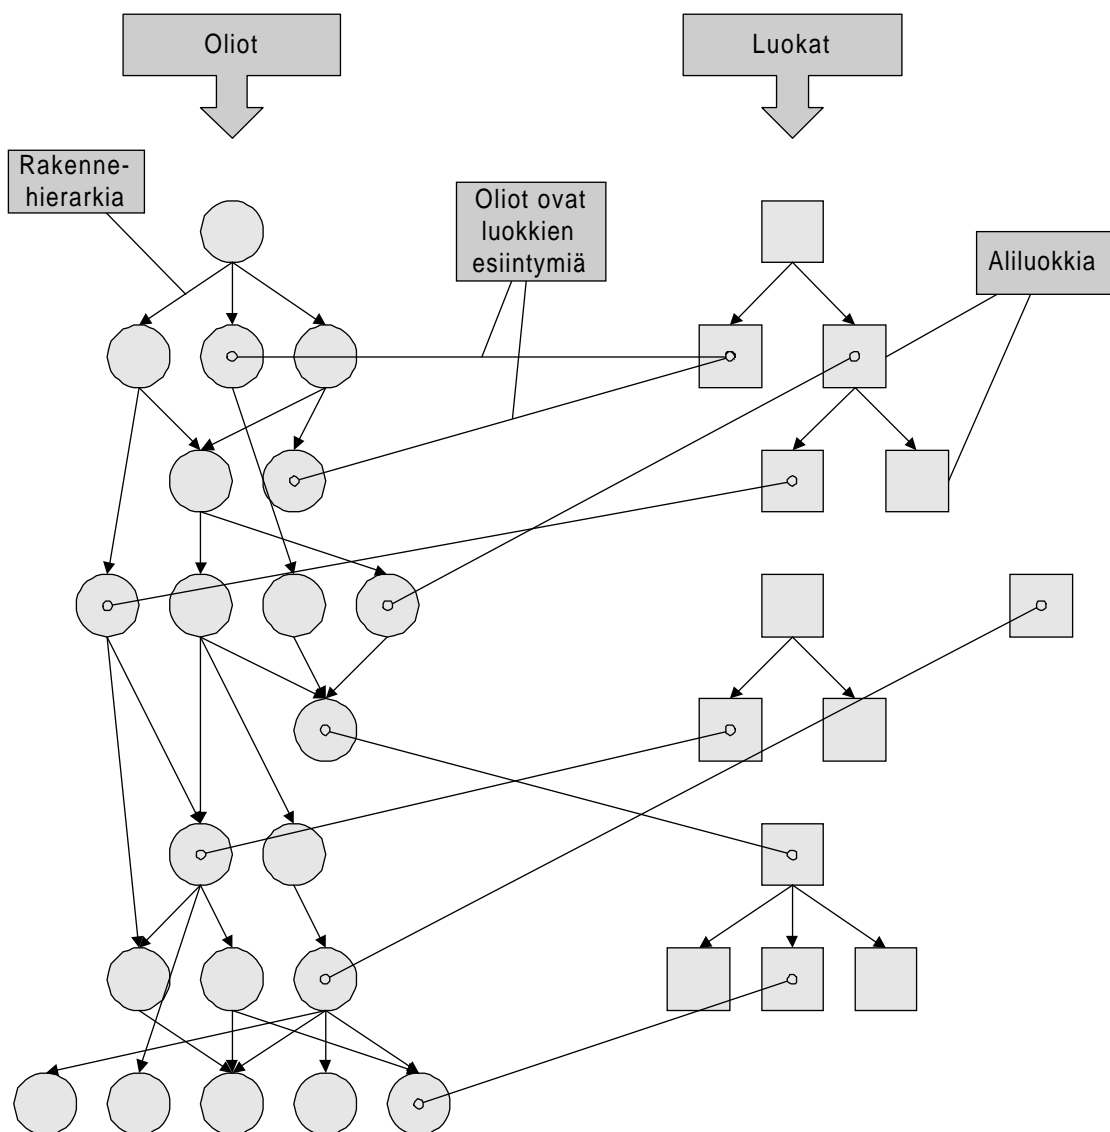 Oliot
Luokat
Rakenne-
hierarkia
Oliot ovat
luokkien
esiintymiä
Aliluokkia